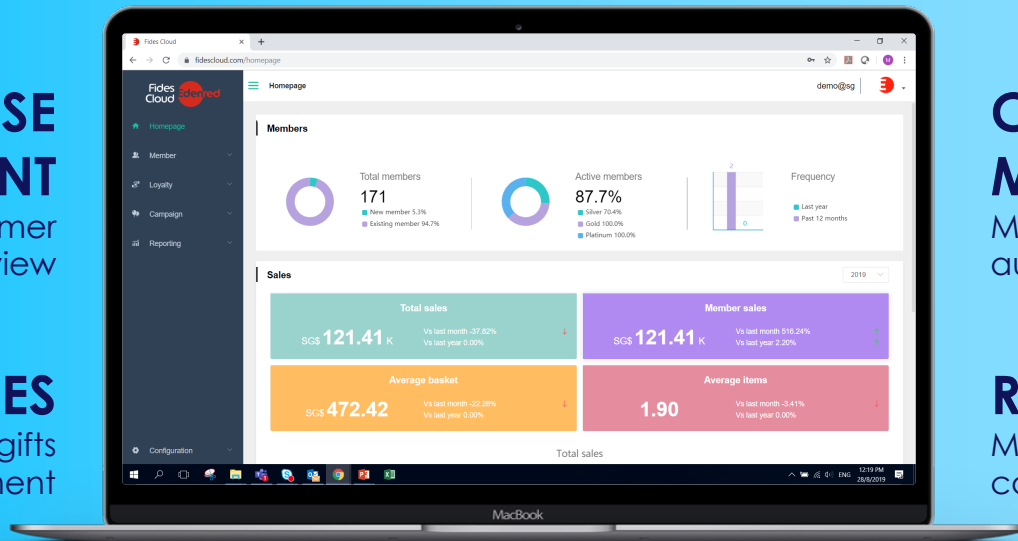 Fides Cloud
fidescloud.com/homepage
Fides
Cloud
Edenred
Homepage
demo@sg
Homepage
Member
Loyalty
Campaign
Reporting
Configuration
Members
Total members
171
New member 5.3%
Existing member 94.7%
Active members
87.7%
Silver 70.4%
Gold 100.0%
Platinum 100.0%
2
0
Frequency
Last year
Past 12 months
Sales
2019
Total sales
SG$ 121.41 K
Vs last month -37.82%
Vs last year 0.00%
Member sales
SG$ 121.41 K
Vs last month 516.24%
Vs last year 2.20%
Average basket
SG$ 472.42
Vs last month -22.28%
Vs last year 0.00%
Average items
1.90
Vs last month -3.41%
Vs last year 0.00%
Total sales
ENG
12:19 PM
28/8/2019
MacBook
SE
NT
mer
iew
ES
gifts
ment
M
M
au
R
M
co